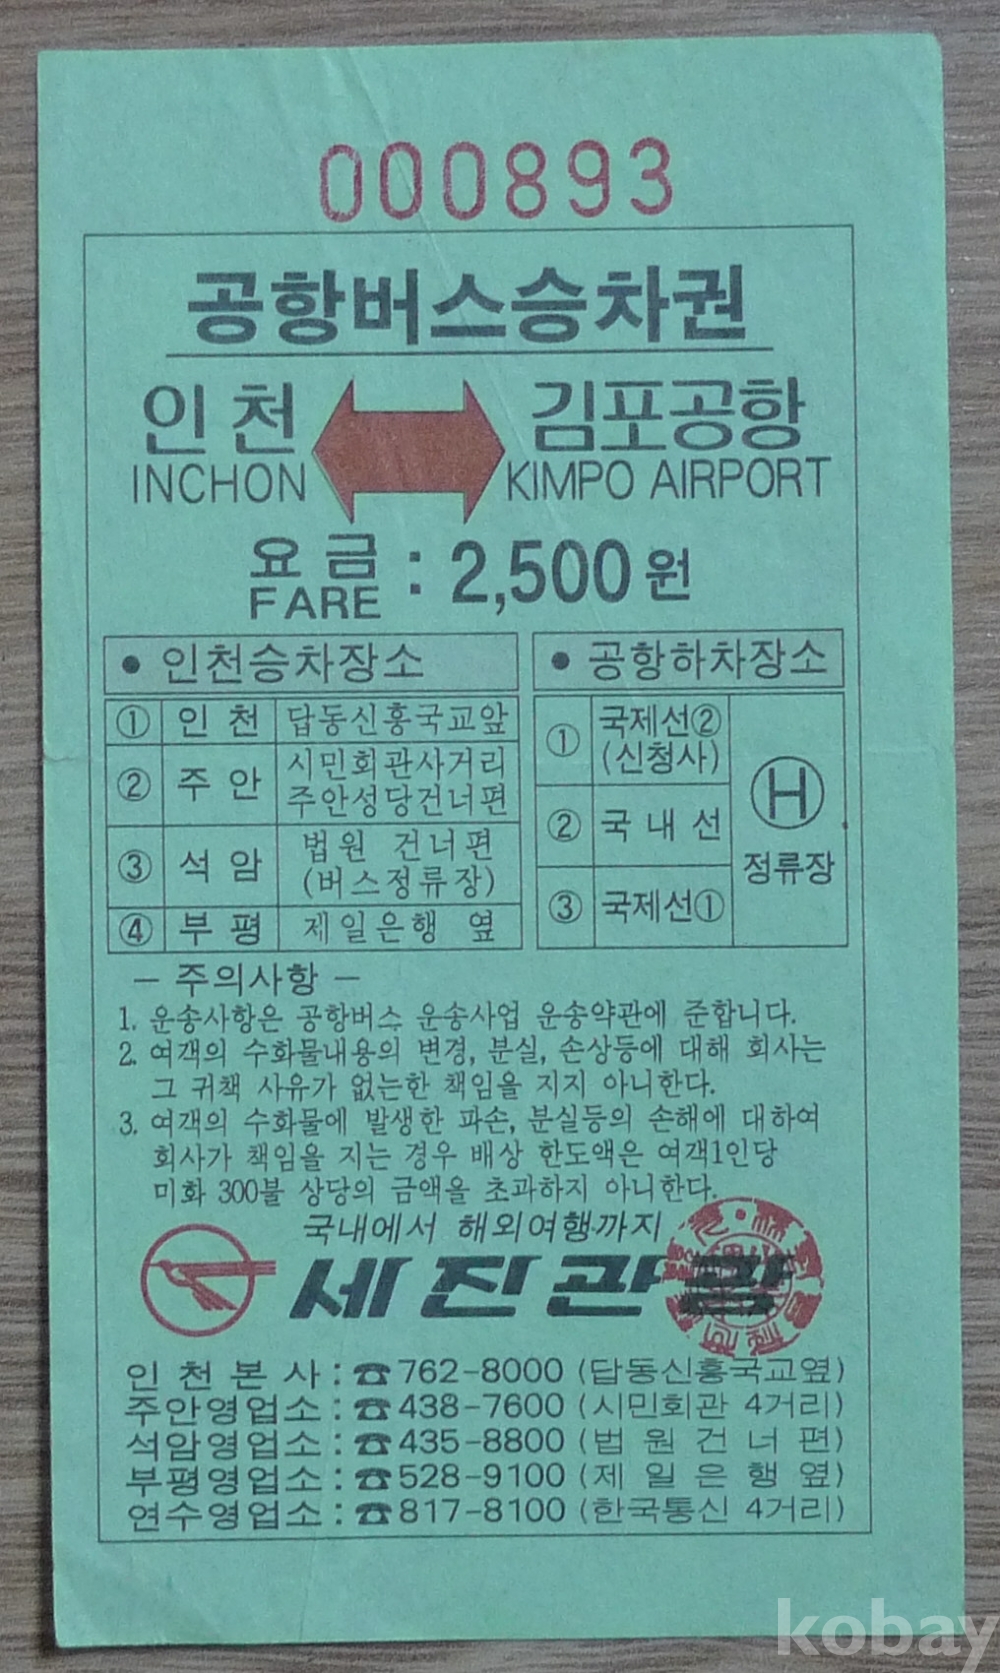 000893
공항버스승차권
인천 김포공항
INCHON KIMPO AIRPORT
요금 : 2,500원
FARE
• 인천승차장소
① 인천 답동신흥국교앞
② 주안 시민회관사거리
주안성당건너편
③ 석암 법원 건너편
(버스정류장)
④ 부평 제일은행 옆
• 공항하차장소
① 국제선②
(신청사)
② 국내선
③ 국제선①
Ⓗ
정류장
- 주의사항 -
1. 운송사항은 공항버스 운송사업 운송약관에 준합니다.
2. 여객의 수화물내용의 변경, 분실, 손상등에 대해 회사는
그 귀책 사유가 없는한 책임을 지지 아니한다.
3. 여객의 수화물에 발생한 파손, 분실등의 손해에 대하여
회사가 책임을 지는 경우 배상 한도액은 여객1인당
미화 300불 상당의 금액을 초과하지 아니한다.
국내에서 해외여행까지
세진관광
인천본사 : ☎762-8000 (답동신흥국교옆)
주안영업소 : ☎438-7600 (시민회관 4거리)
석암영업소 : ☎435-8800 (법원건너편)
부평영업소 : ☎528-9100 (제일은행옆)
연수영업소 : ☎817-8100 (한국통신 4거리)
kobay